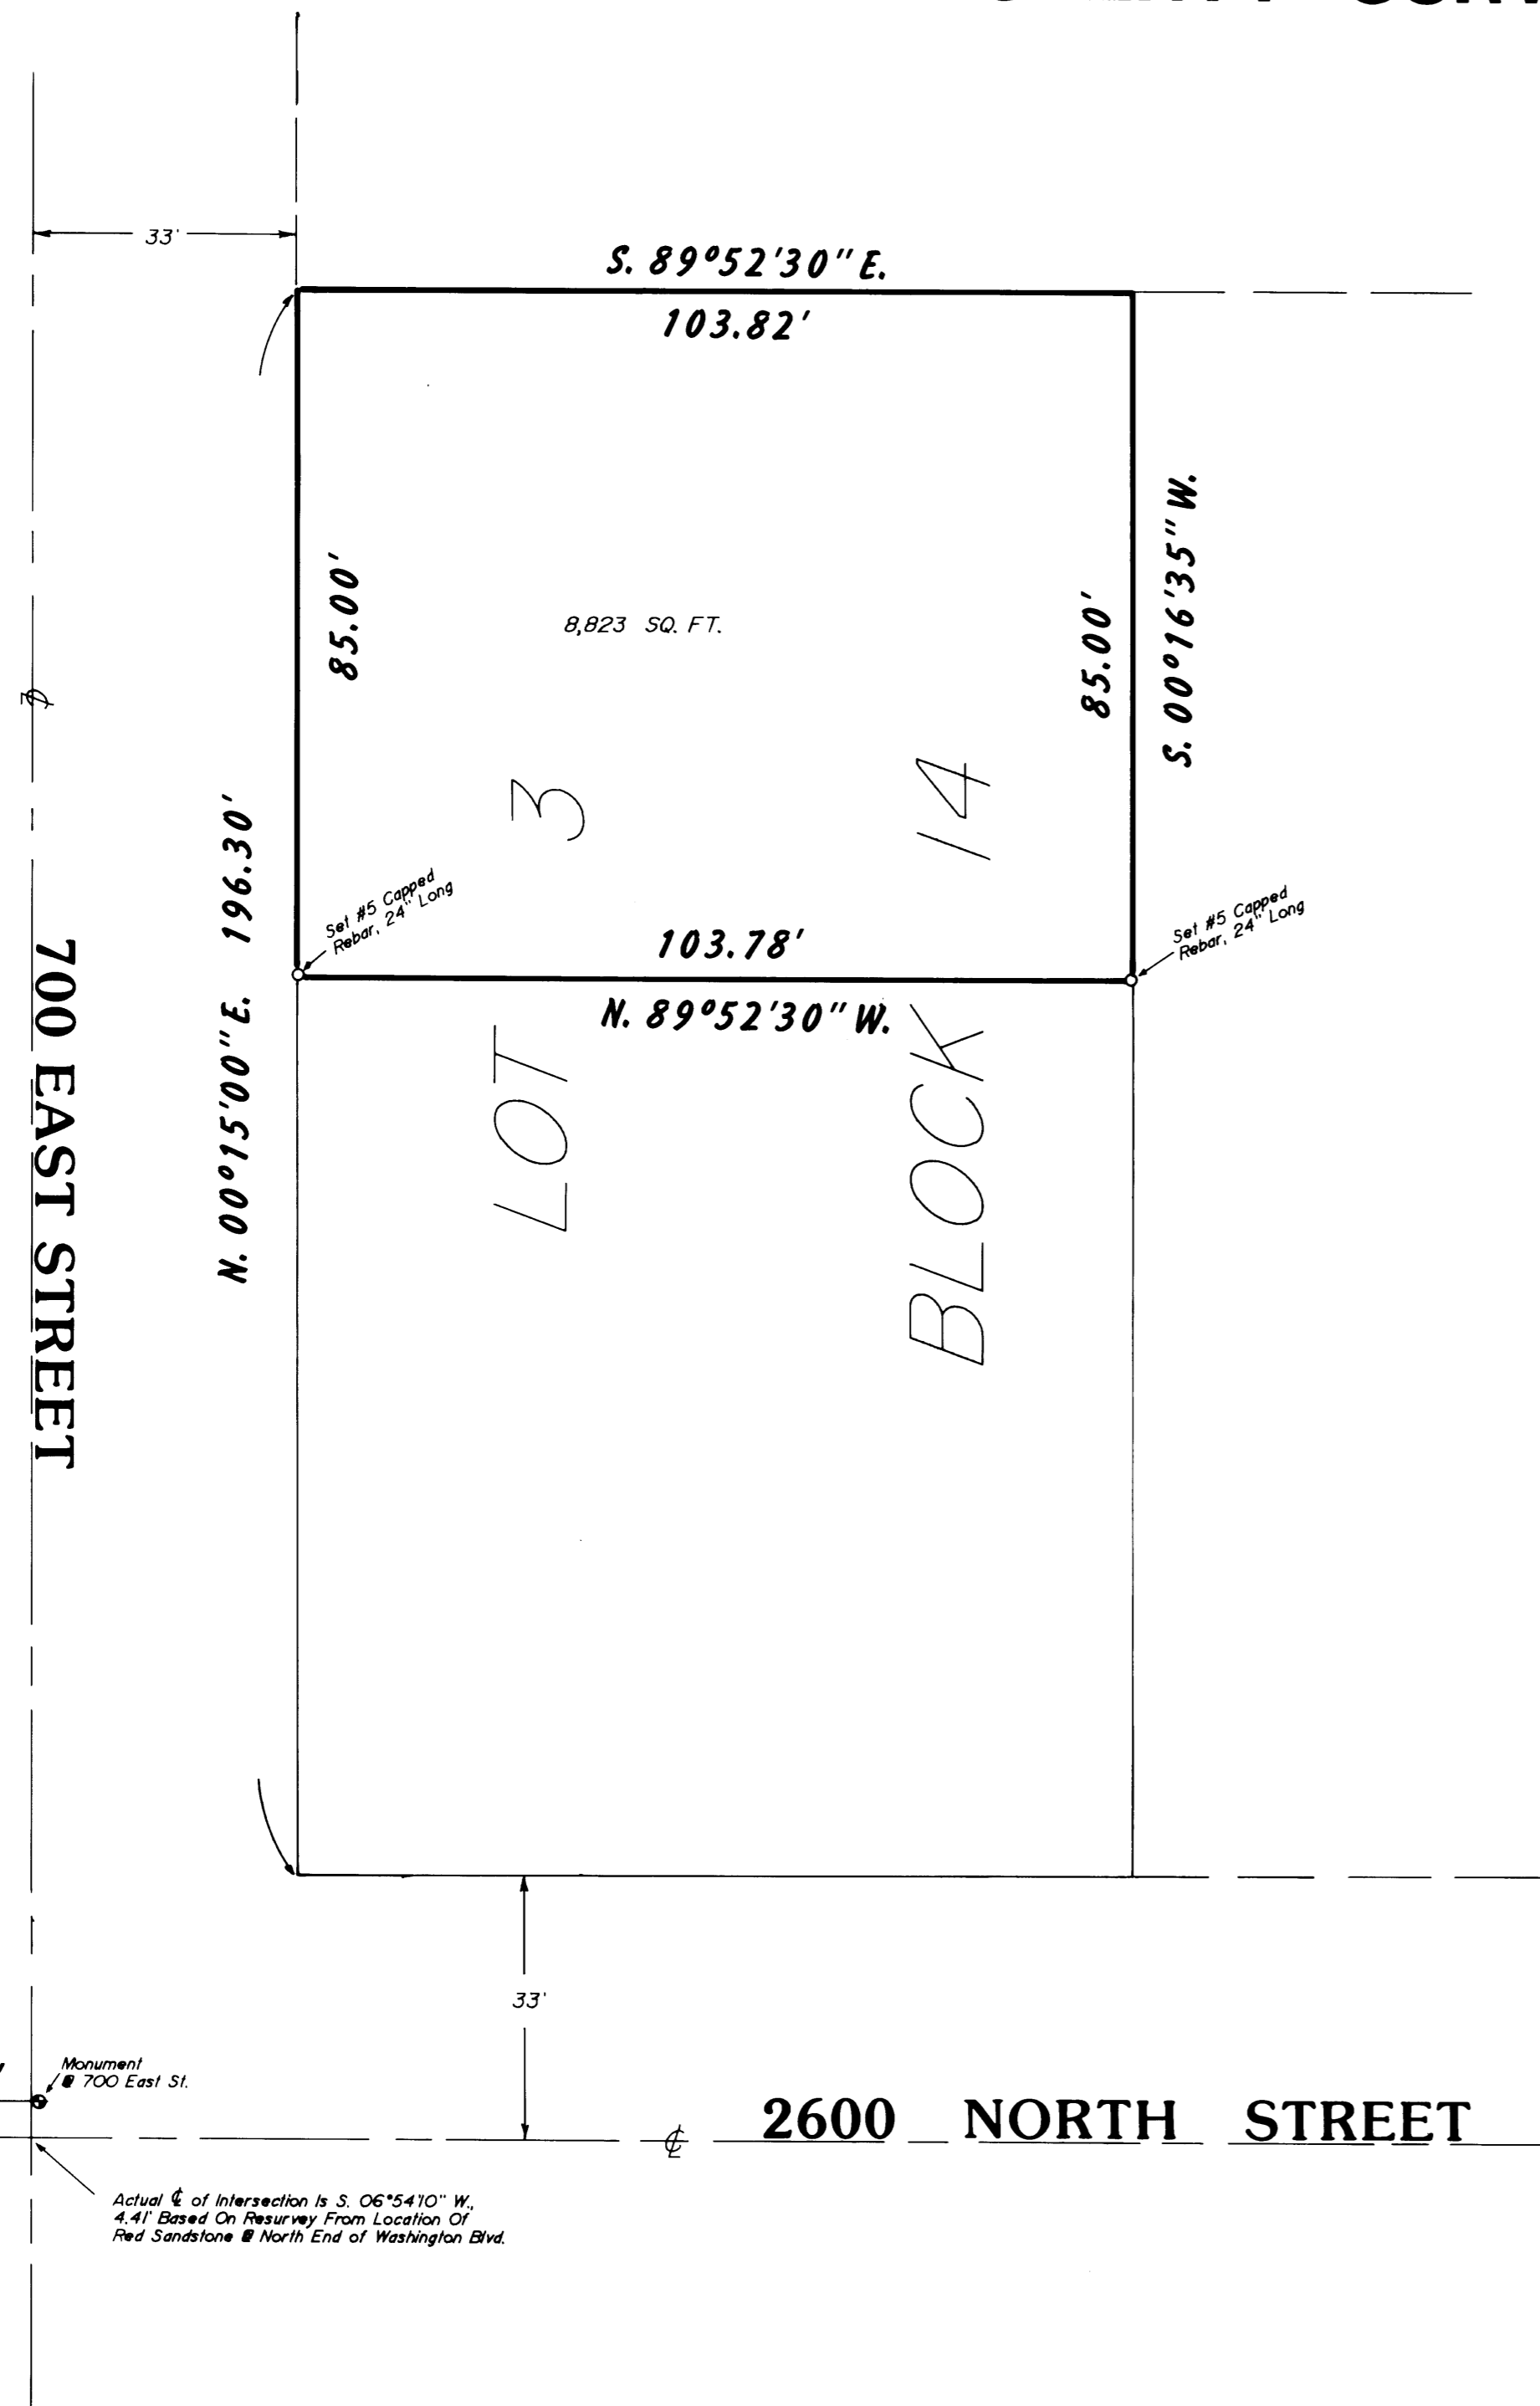 33'
S. 89°52'30" E.
103.82'
85.00'
8,823 SQ. FT.
85.00'
S. 00°16'35" W.
3
14
N. 00°15'00" E. 196.30'
Set #5 Capped
Rebar, 24" Long
Set #5 Capped
Rebar, 24" Long
103.78'
N. 89°52'30" W.
700 EAST STREET
LOT
BLOCK
33'
Monument
@ 700 East St.
2600 NORTH STREET
℄
Actual ℄ of Intersection Is S. 06°54'10" W.,
4.41' Based On Resurvey From Location Of
Red Sandstone @ North End of Washington Blvd.